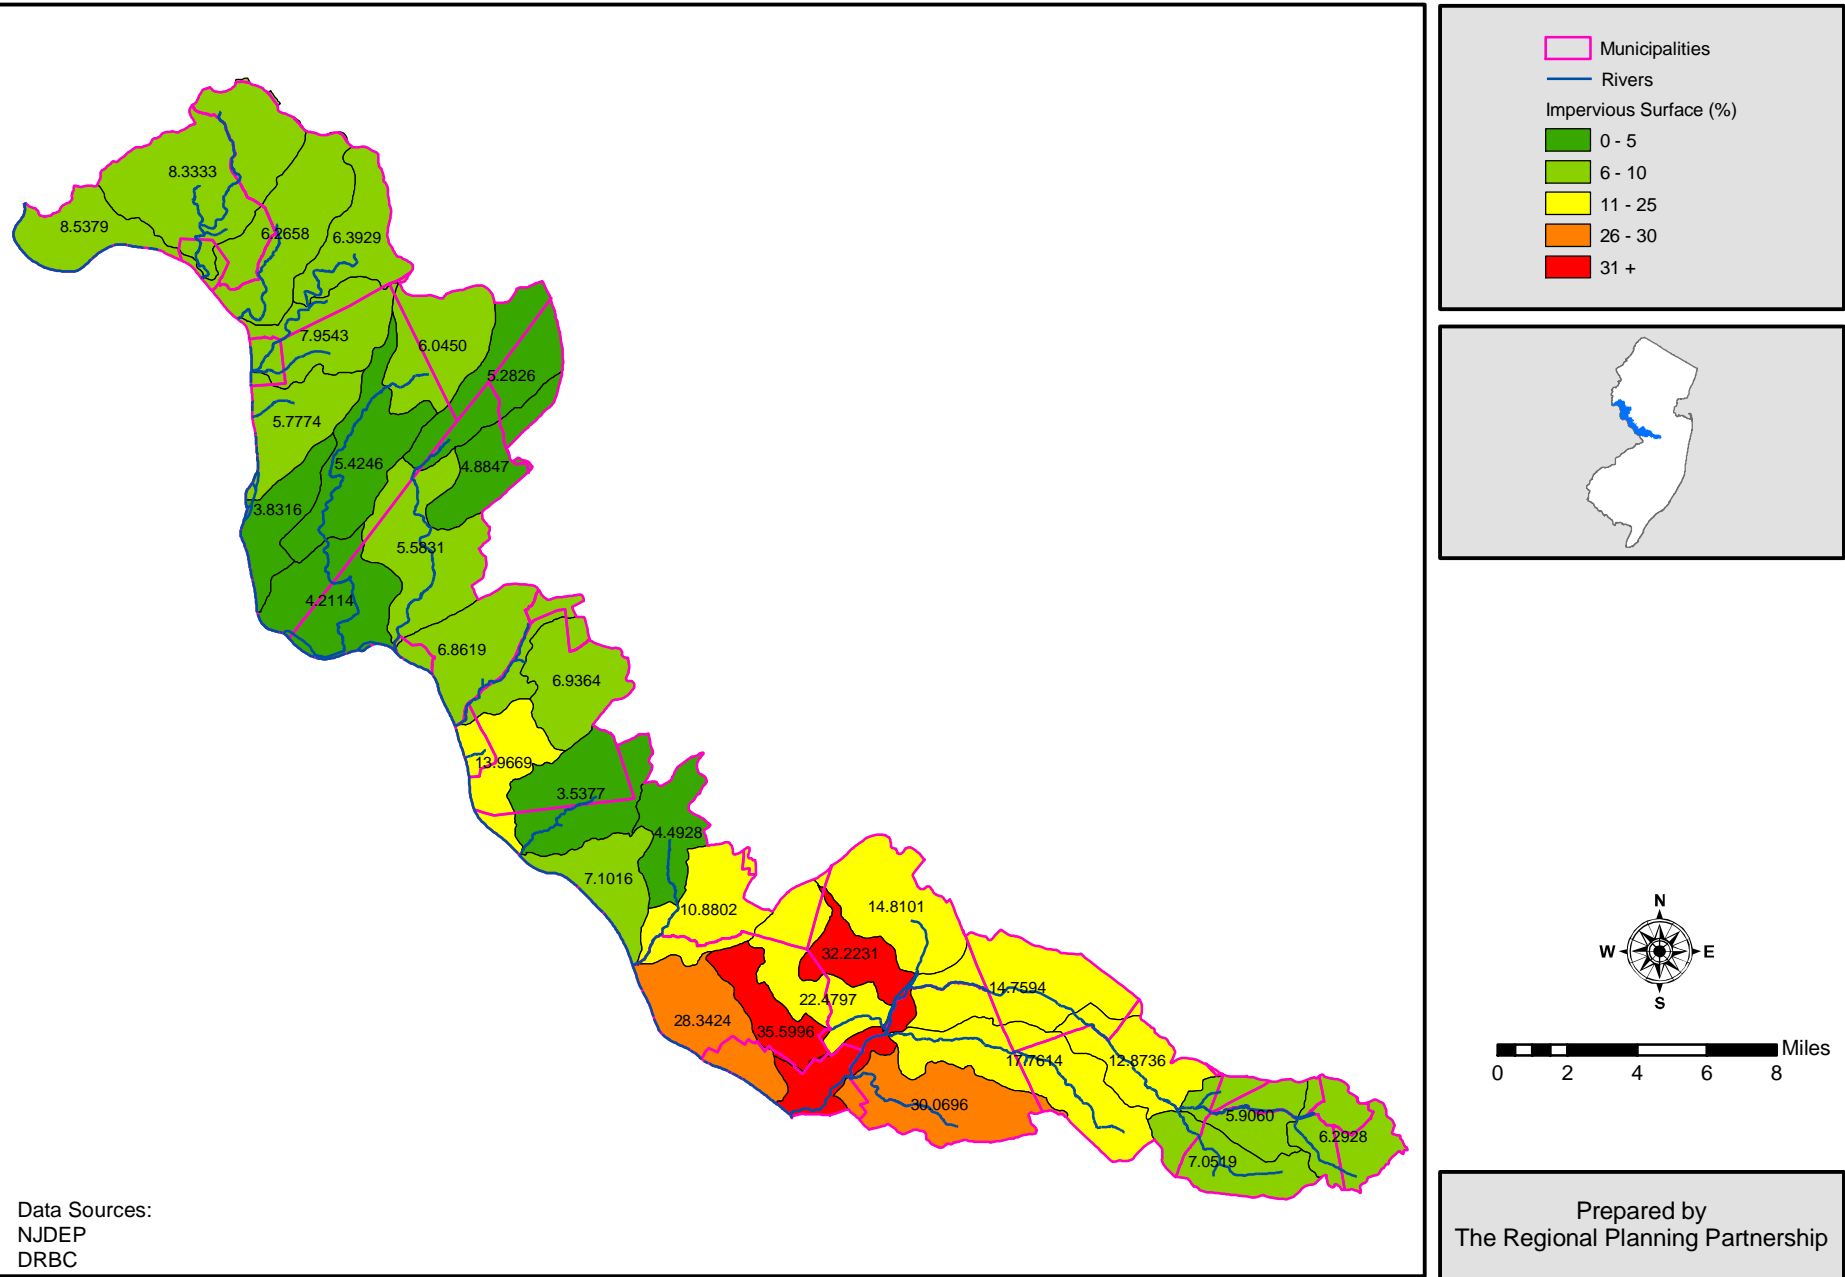 8.3333
8.5379
6.2658
6.3929
7.9543
6.0450
5.2826
5.7774
5.4246
4.8847
3.8316
5.5831
4.2114
6.8619
6.9364
13.9669
3.5377
4.4928
7.1016
10.8802
14.8101
32.2231
14.7594
22.4797
28.3424
35.5996
17.7614
12.8736
30.0696
5.9060
6.2928
7.0519
Data Sources:
NJDEP
DRBC
Municipalities
Rivers
Impervious Surface (%)
0 - 5
6 - 10
11 - 25
26 - 30
31 +
N
W E
S
Miles
0 2 4 6 8
Prepared by
The Regional Planning Partnership